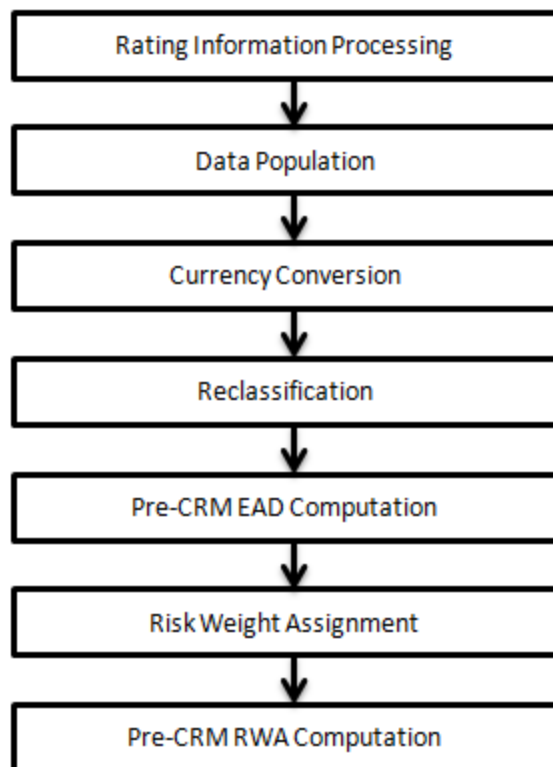 Rating Information Processing
Data Population
Currency Conversion
Reclassification
Pre-CRM EAD Computation
Risk Weight Assignment
Pre-CRM RWA Computation